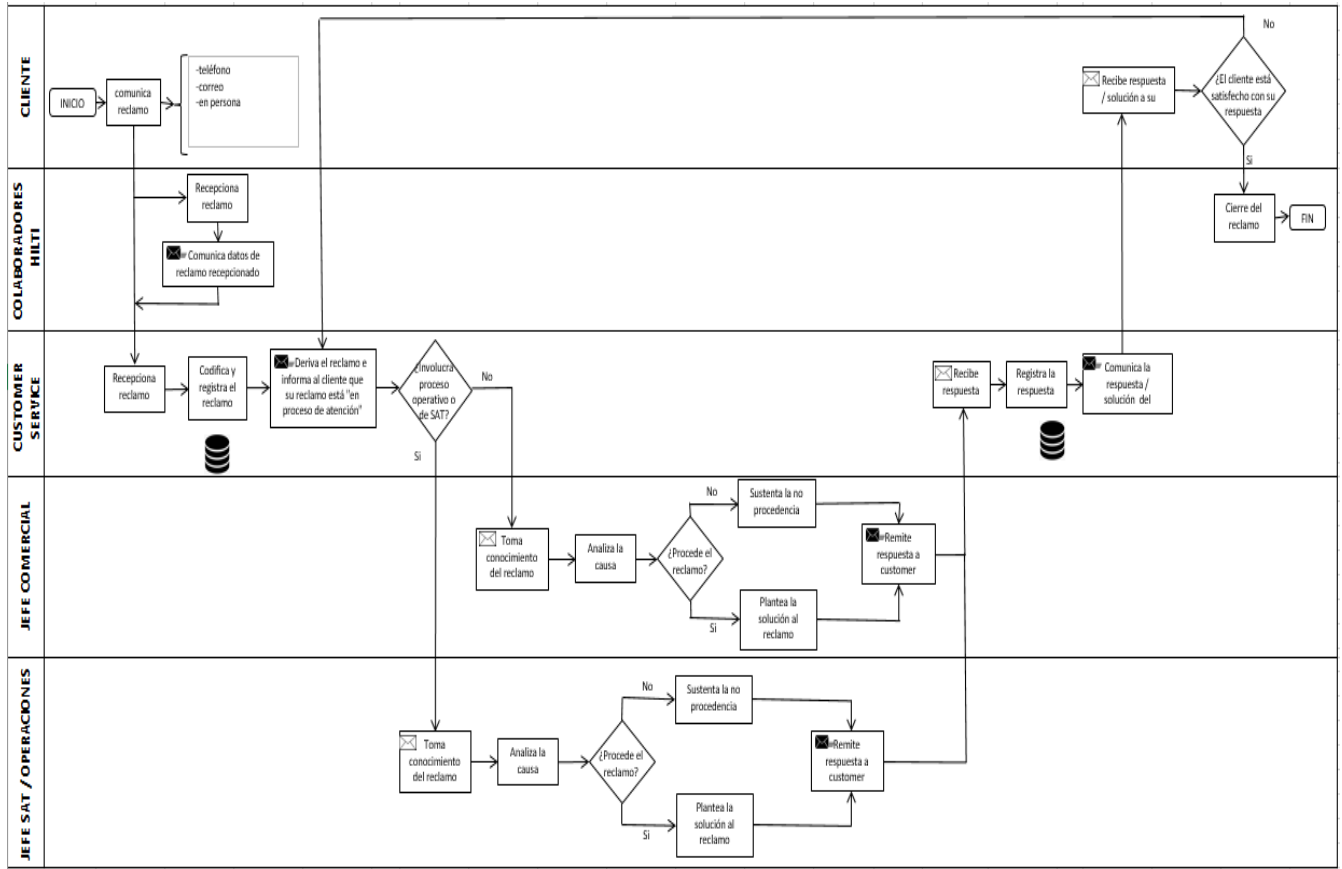 CLIENTE
INICIO
comunica
reclamo
-teléfono
-correo
-en persona
Recibe respuesta
/ solución a su
¿El cliente está
satisfecho con su
respuesta
No
Si
COLABORADORES
HILTI
Recepciona
reclamo
Comunica datos de
reclamo recepcionado
Cierre del
reclamo
FIN
CUSTOMER
SERVICE
Recepciona
reclamo
Codifica y
registra el
reclamo
Deriva el reclamo e
informa al cliente que
su reclamo está "en
proceso de atención"
¿Involucra
proceso
operativo o
de SAT?
No
Si
Recibe
respuesta
Registra la
respuesta
Comunica la
respuesta /
solución del
JEFE COMERCIAL
Toma
conocimiento
del reclamo
Analiza la
causa
¿Procede el
reclamo?
No
Si
Sustenta la no
procedencia
Plantea la
solución al
reclamo
Remite
respuesta a
customer
JEFE SAT / OPERACIONES
Toma
conocimiento
del reclamo
Analiza la
causa
¿Procede el
reclamo?
No
Si
Sustenta la no
procedencia
Plantea la
solución al
reclamo
Remite
respuesta a
customer